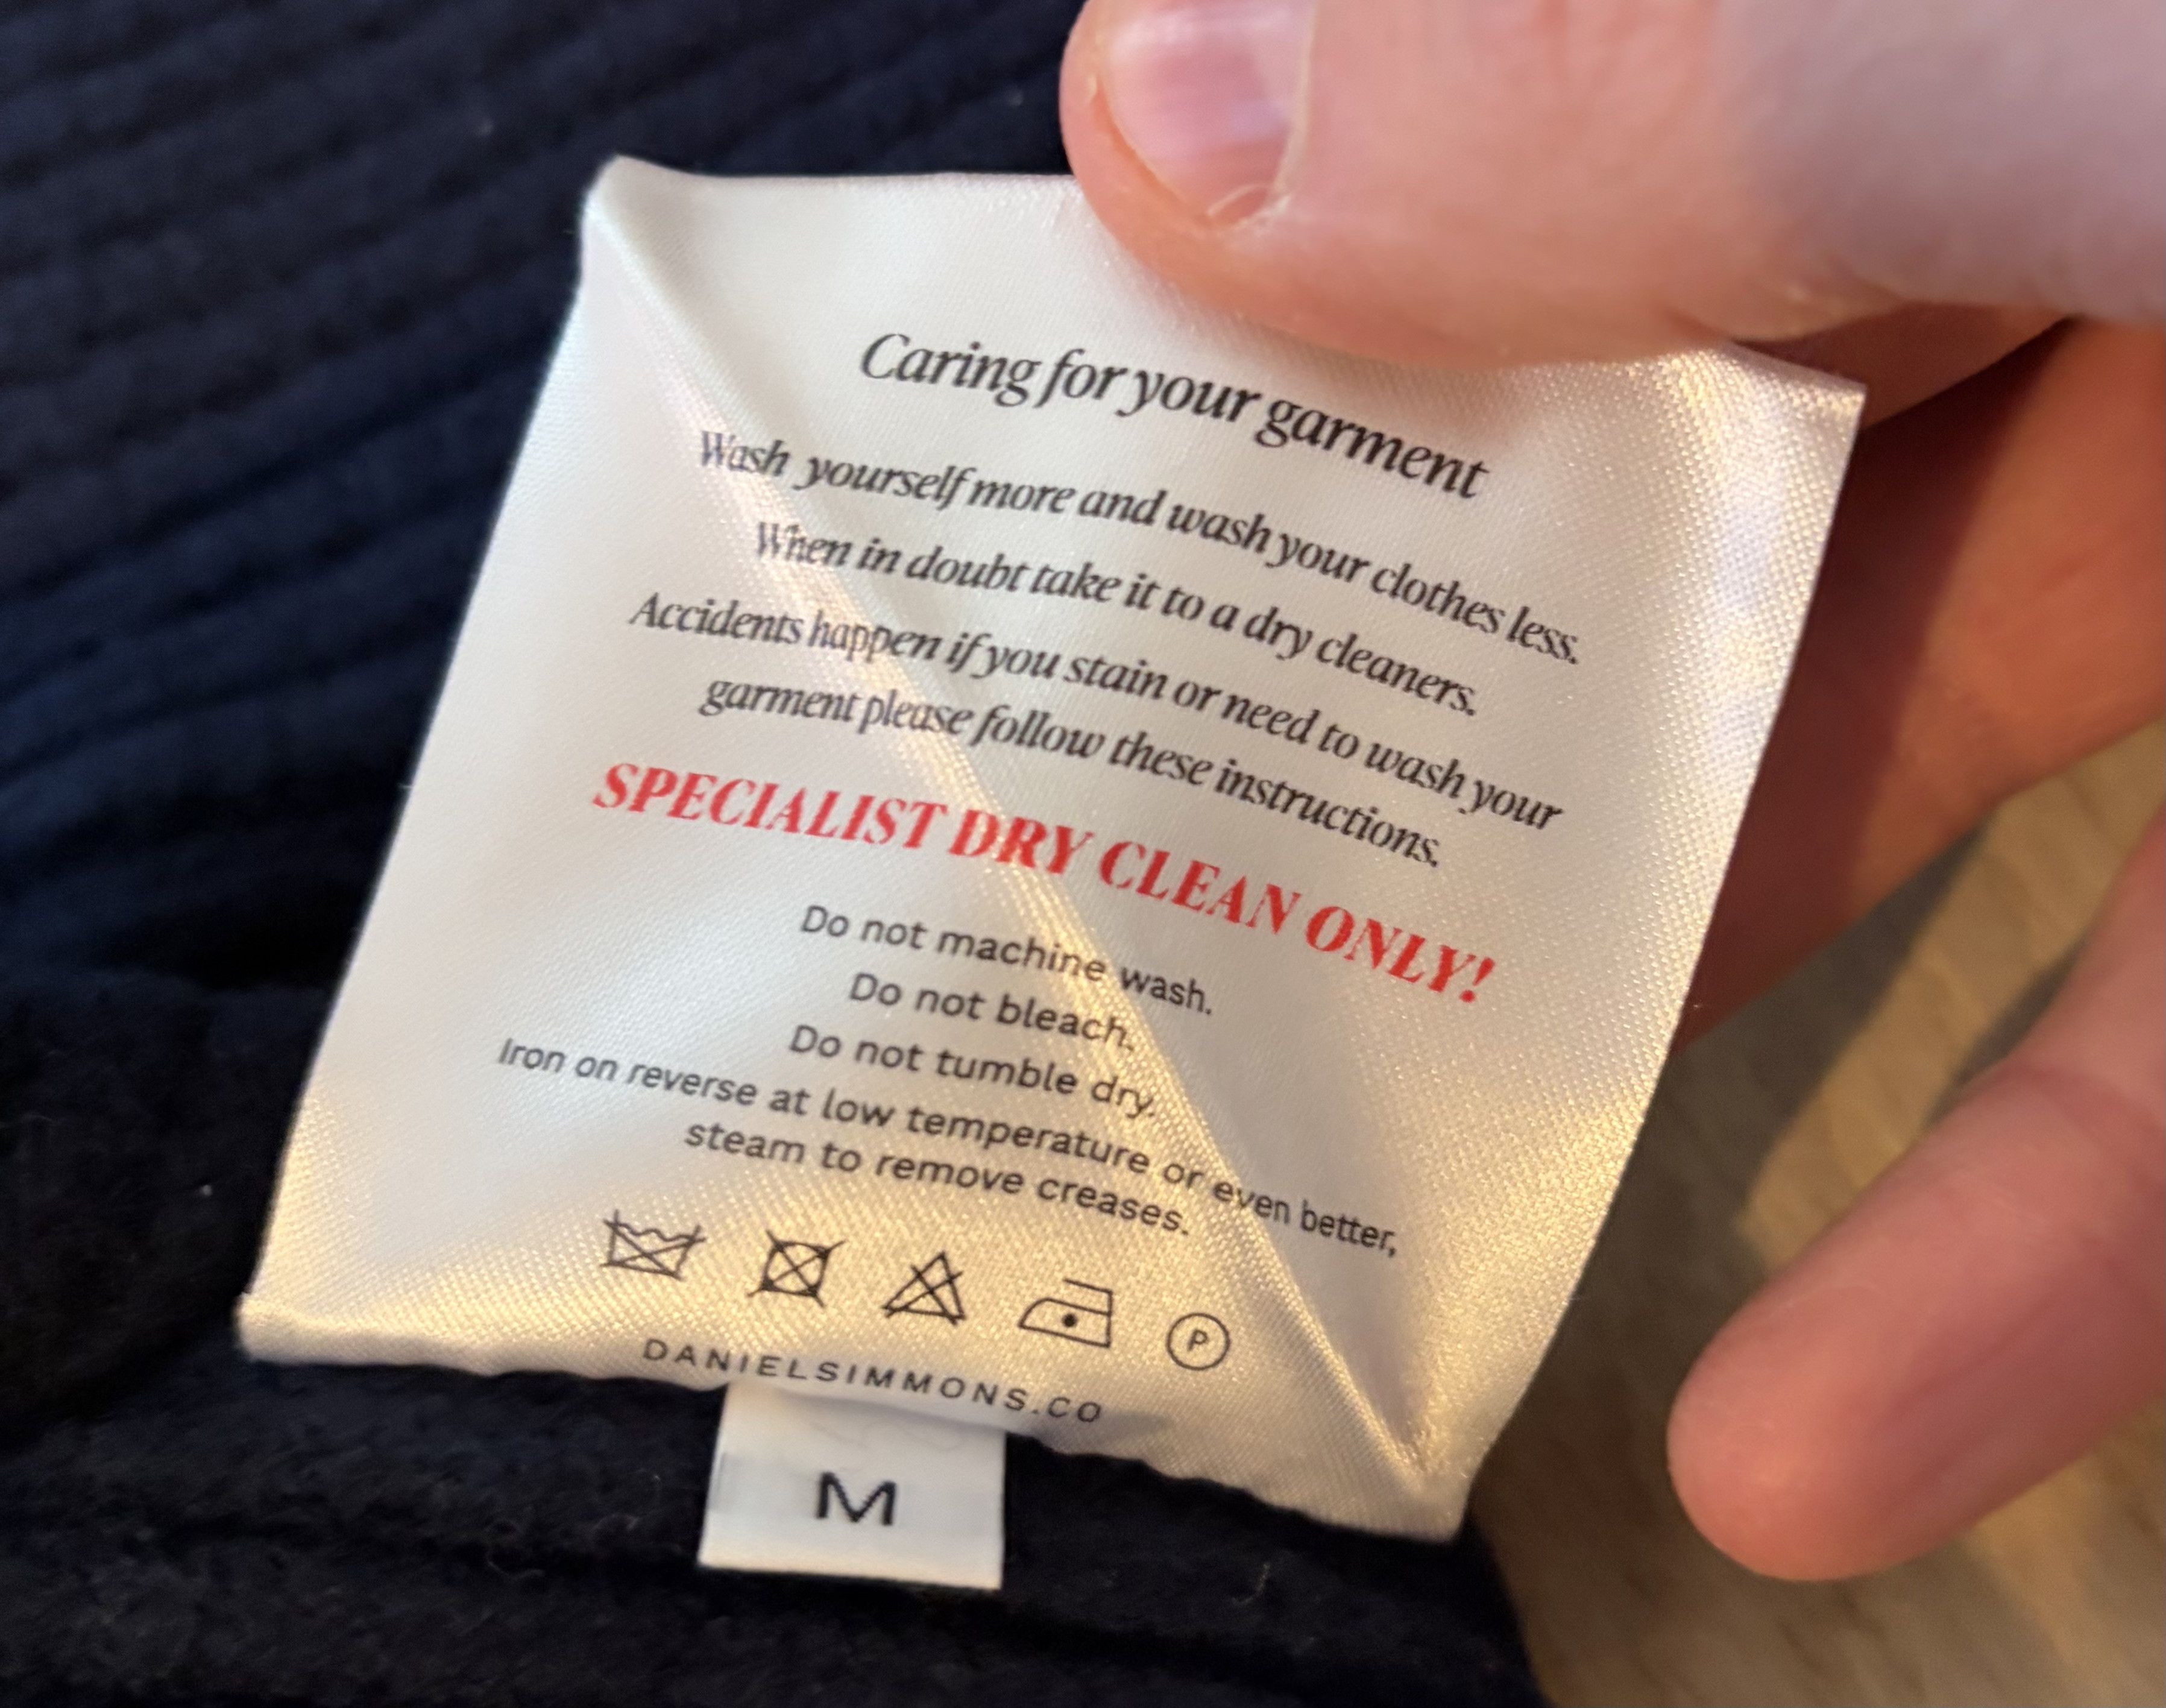 Caring for your garment
Wash yourself more and wash your clothes less.
When in doubt take it to a dry cleaners.
Accidents happen if you stain or need to wash your
garment please follow these instructions.
SPECIALIST DRY CLEAN ONLY!
Do not machine wash.
Do not bleach.
Do not tumble dry.
Iron on reverse at low temperature or even better,
steam to remove creases.
P
DANIELSIMMONS.CO
M